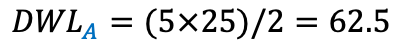 DWL_A = (5×25)/2 = 62.5